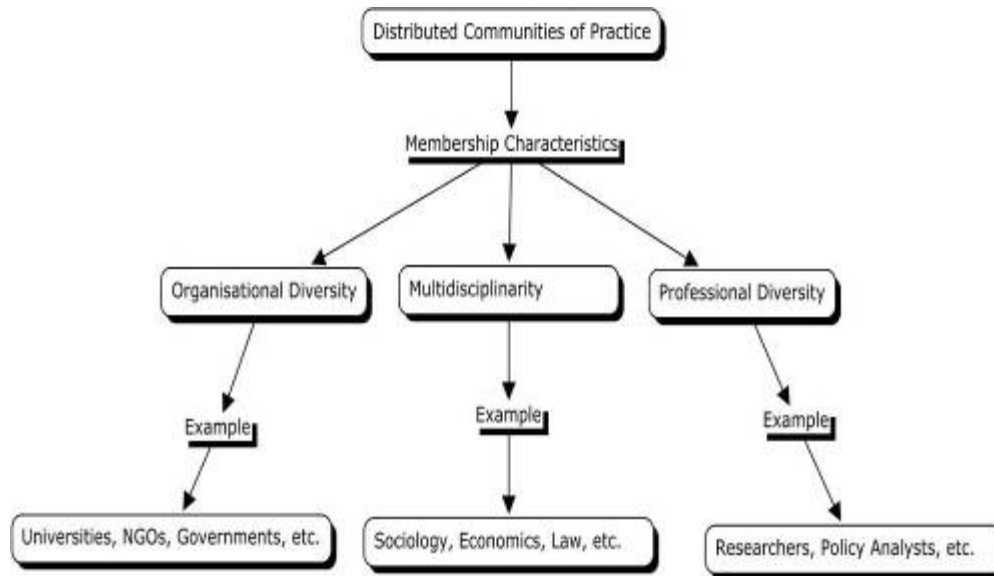 Distributed Communities of Practice
Membership Characteristics
Organisational Diversity
Multidisciplinarity
Professional Diversity
Example
Example
Example
Universities, NGOs, Governments, etc.
Sociology, Economics, Law, etc.
Researchers, Policy Analysts, etc.